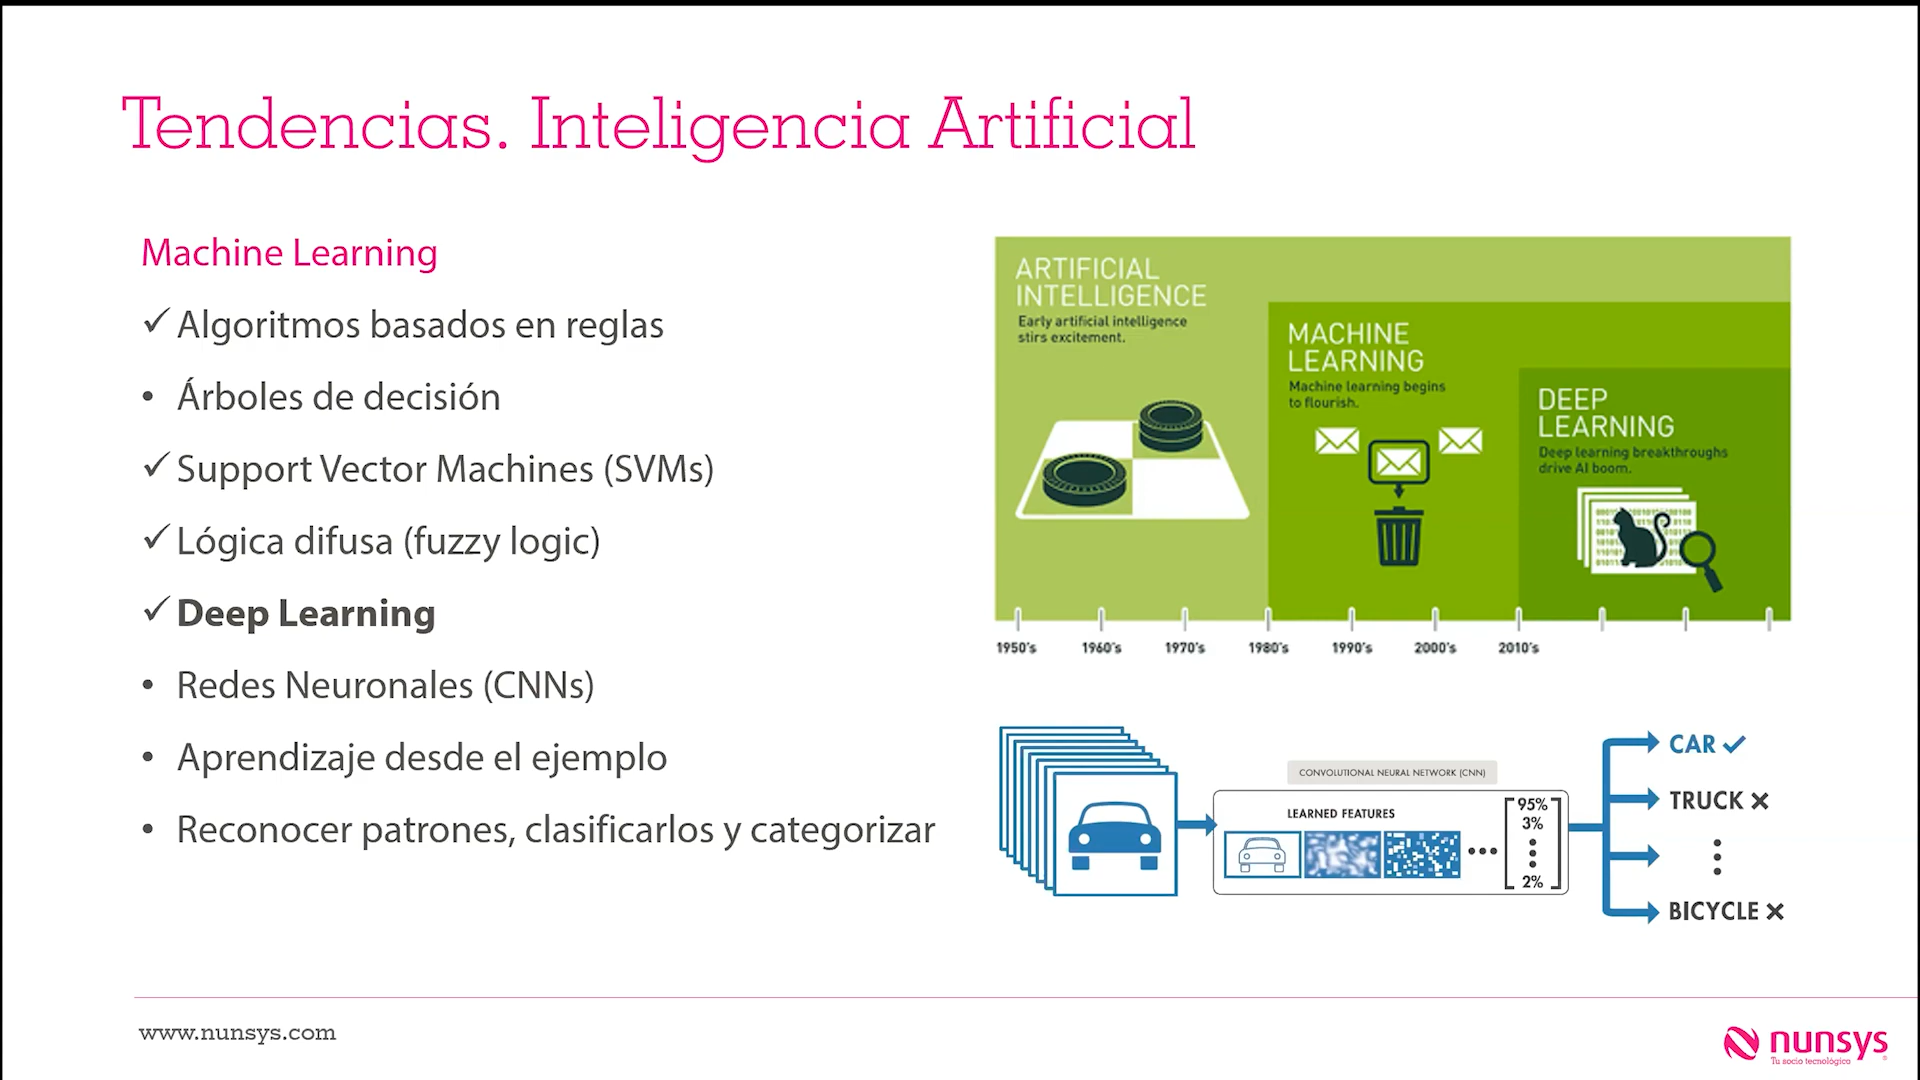 Tendencias. Inteligencia Artificial
Machine Learning
✓ Algoritmos basados en reglas
• Árboles de decisión
✓ Support Vector Machines (SVMs)
✓ Lógica difusa (fuzzy logic)
✓ Deep Learning
• Redes Neuronales (CNNs)
• Aprendizaje desde el ejemplo
• Reconocer patrones, clasificarlos y categorizar
ARTIFICIAL
INTELLIGENCE
Early artificial intelligence
stirs excitement.
MACHINE
LEARNING
Machine learning begins
to flourish.
DEEP
LEARNING
Deep learning breakthroughs
drive AI boom.
1950's 1960's 1970's 1980's 1990's 2000's 2010's
CONVOLUTIONAL NEURAL NETWORK (CNN)
LEARNED FEATURES
95%
3%
2%
CAR ✓
TRUCK ×
BICYCLE ×
www.nunsys.com
nunsys
Tu socio tecnológico